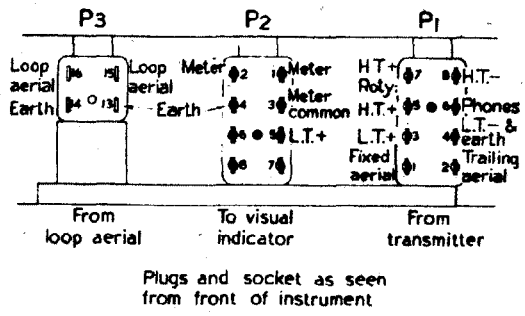 P3 P2 P1
Loop aerial 16 15 Loop aerial
Earth 14 13 Earth
Meter 2 1 Meter
4 3 Meter common
6 5 L.T.+
8 7
H.T.+ Roty. 7 8 H.T.-
H.T.+ 5 6 Phones
L.T.+ 3 4 L.T.- & earth
Fixed aerial 1 2 Trailing aerial
From loop aerial
To visual indicator
From transmitter
Plugs and socket as seen
from front of instrument